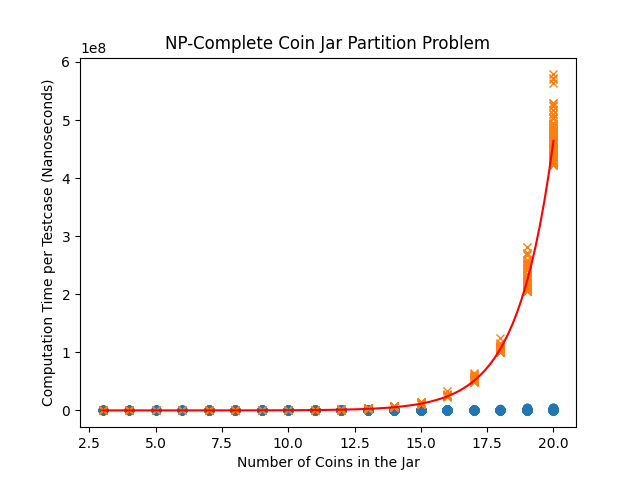 NP-Complete Coin Jar Partition Problem
1e8
6
5
4
3
2
1
0
Computation Time per Testcase (Nanoseconds)
2.5 5.0 7.5 10.0 12.5 15.0 17.5 20.0
Number of Coins in the Jar